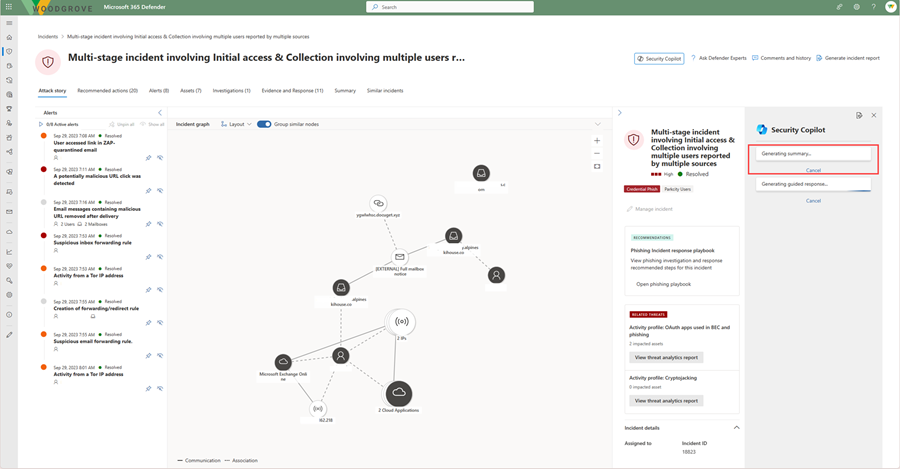 WOODGROVE
Microsoft 365 Defender
Search
Incidents > Multi-stage incident involving Initial access & Collection involving multiple users reported by multiple sources
Multi-stage incident involving Initial access & Collection involving multiple users r...
Security Copilot
? Ask Defender Experts
Comments and history
Generate incident report
Attack story
Recommended actions (20)
Alerts (8)
Assets (7)
Investigations (1)
Evidence and Response (11)
Summary
Similar incidents
Alerts
0/8 Active alerts
Unpin all
Show all
Sep 29, 2023 7:08 AM Resolved
User accessed link in ZAP-
quarantined email
Sep 29, 2023 7:11 AM Resolved
A potentially malicious URL click was
detected
Sep 29, 2023 7:16 AM Resolved
Email messages containing malicious
URL removed after delivery
2 Users 2 Mailboxes
Sep 29, 2023 7:53 AM Resolved
Suspicious inbox forwarding rule
Sep 29, 2023 7:52 AM Resolved
Activity from a Tor IP address
Sep 29, 2023 7:55 AM Resolved
Creation of forwarding/redirect rule
Sep 29, 2023 7:55 AM Resolved
Suspicious email forwarding rule.
Sep 29, 2023 8:01 AM Resolved
Activity from a Tor IP address
Incident graph
Layout
Group similar nodes
.alpines
kihouse.co
[EXTERNAL] Full mailbox
notice
.alpines
kihouse.co
2 IPs
Microsoft Exchange Onli
ne
162.218
2 Cloud Applications
Communication
Association
Multi-stage incident
involving Initial access &
Collection involving
multiple users reported
by multiple sources
High Resolved
Credential Phish
Parkcity Users
Manage incident
RECOMMENDATIONS
Phishing Incident response playbook
View phishing investigation and response
recommended steps for this incident
Open phishing playbook
RELATED THREATS
Activity profile: OAuth apps used in BEC and
phishing
2 impacted assets
View threat analytics report
Activity profile: Cryptojacking
0 impacted asset
View threat analytics report
Incident details
Assigned to
Incident ID
18823
Security Copilot
Generating summary...
Cancel
Generating guided response...
Cancel